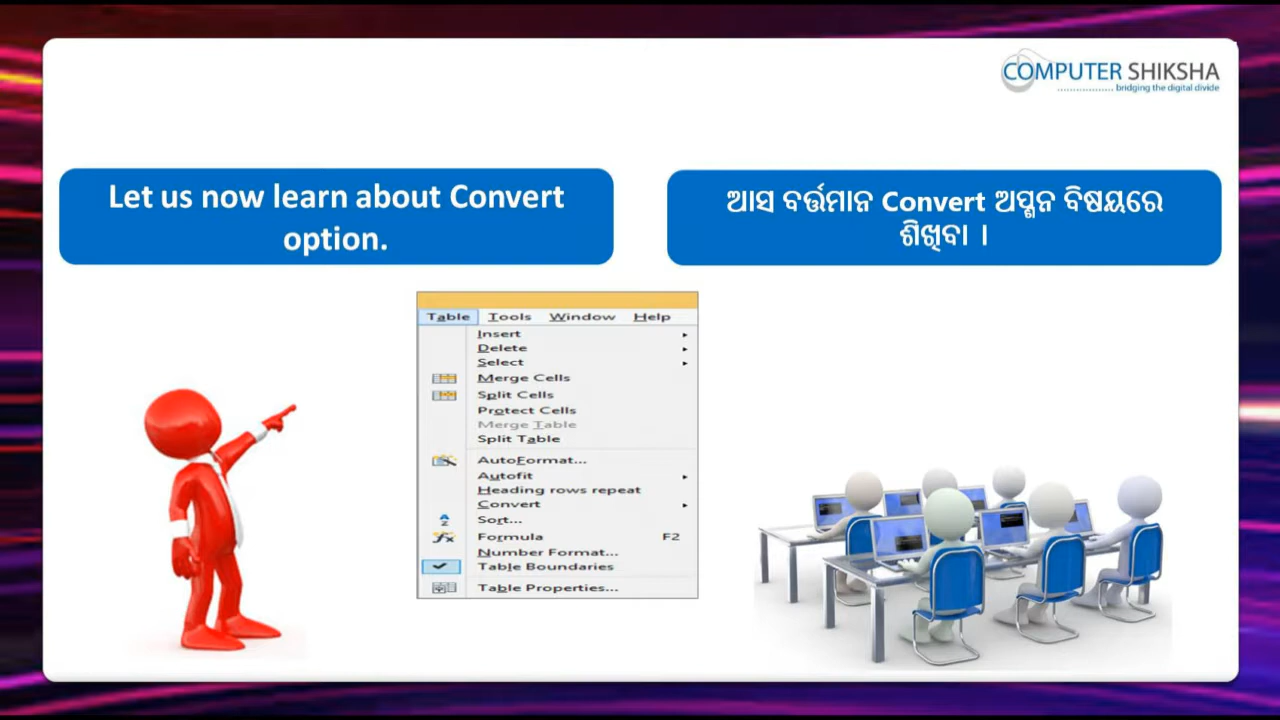 COMPUTER SHIKSHA
bridging the digital divide
Let us now learn about Convert
option.
ଆସ ବର୍ତ୍ତମାନ Convert ଅପ୍ସନ ବିଷୟରେ
ଶିଖିବା ।
Table Tools Window Help
Insert
Delete
Select
Merge Cells
Split Cells
Protect Cells
Merge Table
Split Table
AutoFormat...
Autofit
Heading rows repeat
Convert
Sort...
Formula F2
Number Format...
Table Boundaries
Table Properties...